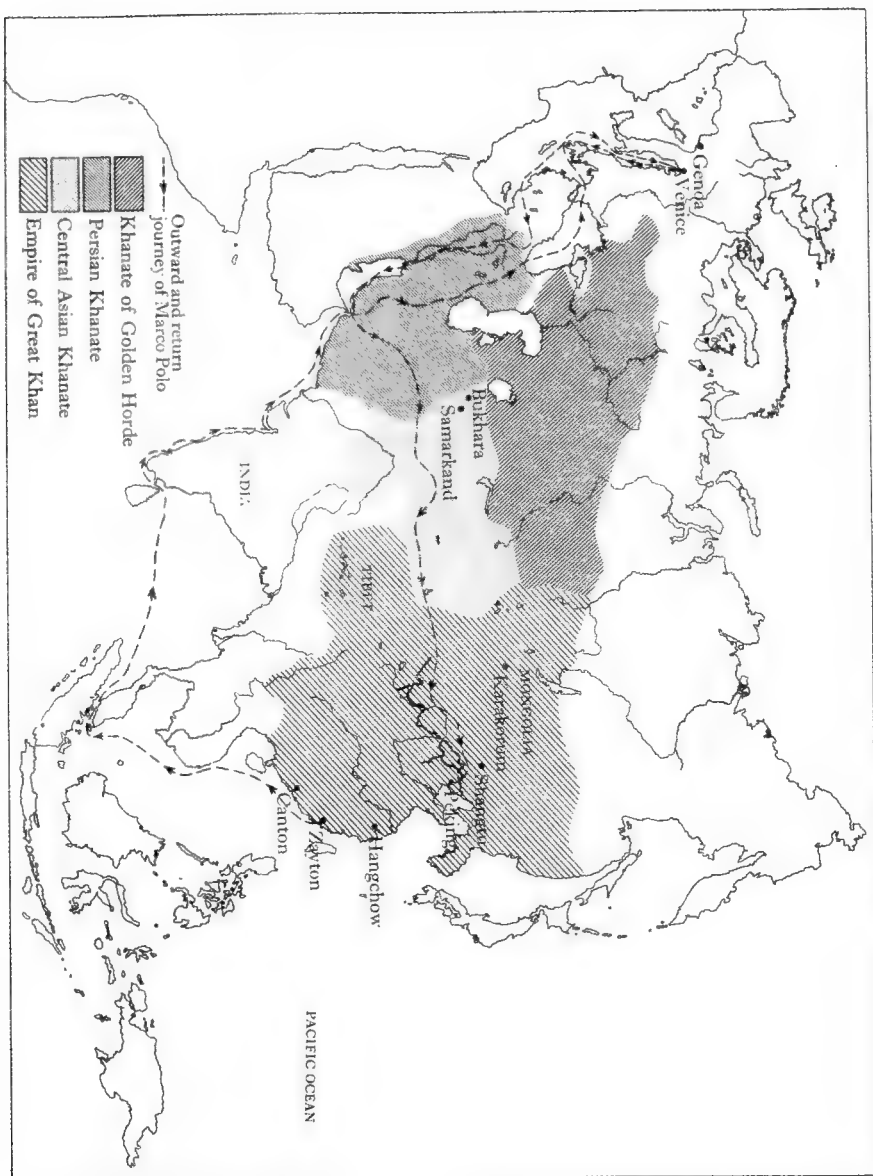 Genoa
Venice
Bukhara
Samarkand
MONGOLIA
Karakorum
Shangtu
Peking
TIBET
INDIA
Hangchow
Zayton
Canton
PACIFIC OCEAN
Outward and return
journey of Marco Polo
Khanate of Golden Horde
Persian Khanate
Central Asian Khanate
Empire of Great Khan